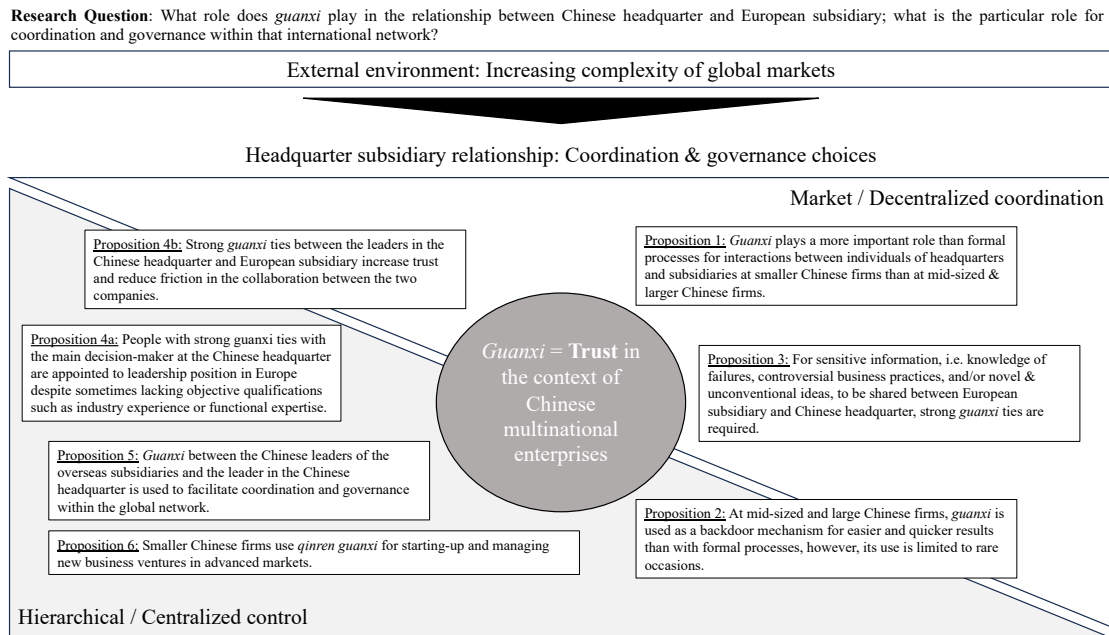 Research Question: What role does guanxi play in the relationship between Chinese headquarter and European subsidiary; what is the particular role for
coordination and governance within that international network?
External environment: Increasing complexity of global markets
Headquarter subsidiary relationship: Coordination & governance choices
Market / Decentralized coordination
Proposition 4b: Strong guanxi ties between the leaders in the
Chinese headquarter and European subsidiary increase trust
and reduce friction in the collaboration between the two
companies.
Proposition 1: Guanxi plays a more important role than formal
processes for interactions between individuals of headquarters
and subsidiaries at smaller Chinese firms than at mid-sized &
larger Chinese firms.
Proposition 4a: People with strong guanxi ties with
the main decision-maker at the Chinese headquarter
are appointed to leadership position in Europe
despite sometimes lacking objective qualifications
such as industry experience or functional expertise.
Guanxi = Trust in
the context of
Chinese
multinational
enterprises
Proposition 3: For sensitive information, i.e. knowledge of
failures, controversial business practices, and/or novel &
unconventional ideas, to be shared between European
subsidiary and Chinese headquarter, strong guanxi ties are
required.
Proposition 5: Guanxi between the Chinese leaders of the
overseas subsidiaries and the leader in the Chinese
headquarter is used to facilitate coordination and governance
within the global network.
Proposition 2: At mid-sized and large Chinese firms, guanxi is
used as a backdoor mechanism for easier and quicker results
than with formal processes, however, its use is limited to rare
occasions.
Proposition 6: Smaller Chinese firms use qinren guanxi for starting-up and managing
new business ventures in advanced markets.
Hierarchical / Centralized control